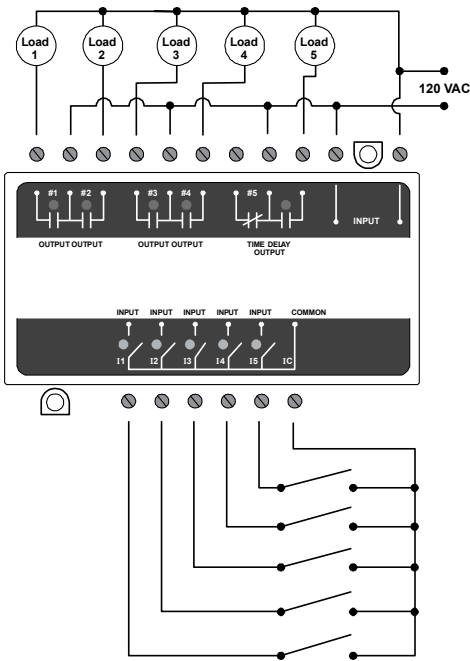 Load 1
Load 2
Load 3
Load 4
Load 5
120 VAC
#1 #2 #3 #4 #5
INPUT
OUTPUT OUTPUT OUTPUT OUTPUT TIME DELAY OUTPUT
INPUT INPUT INPUT INPUT INPUT COMMON
I1 I2 I3 I4 I5 IC